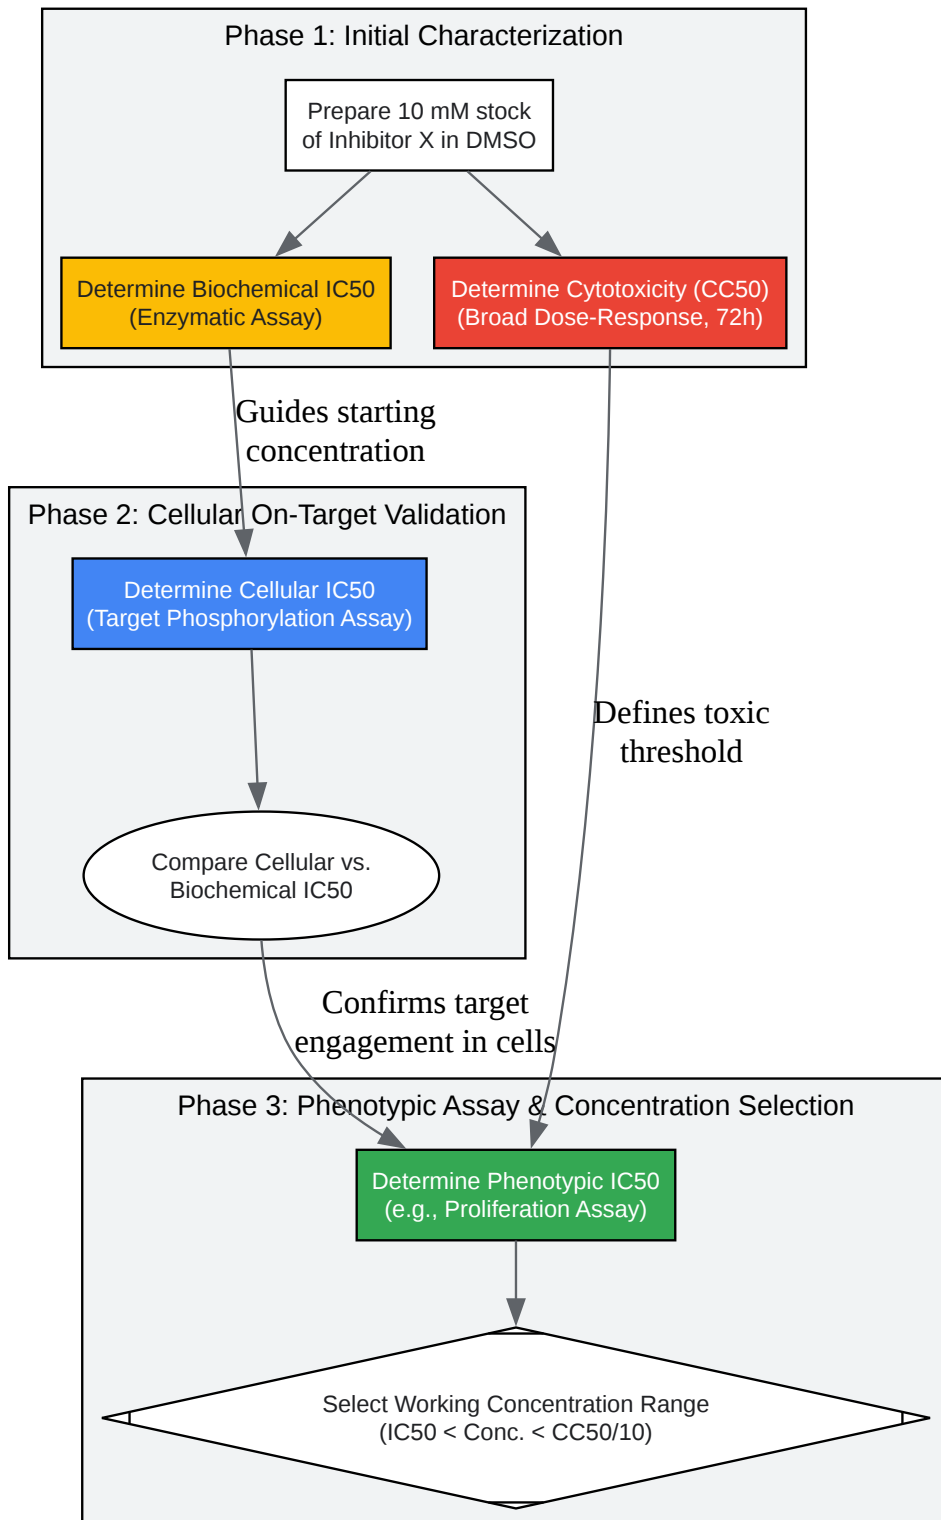 Phase 1: Initial Characterization
Prepare 10 mM stock
of Inhibitor X in DMSO
Determine Biochemical IC50
(Enzymatic Assay)
Determine Cytotoxicity (CC50)
(Broad Dose-Response, 72h)
Guides starting
concentration
Phase 2: Cellular On-Target Validation
Determine Cellular IC50
(Target Phosphorylation Assay)
Defines toxic
threshold
Compare Cellular vs.
Biochemical IC50
Confirms target
engagement in cells
Phase 3: Phenotypic Assay & Concentration Selection
Determine Phenotypic IC50
(e.g., Proliferation Assay)
Select Working Concentration Range
(IC50 < Conc. < CC50/10)